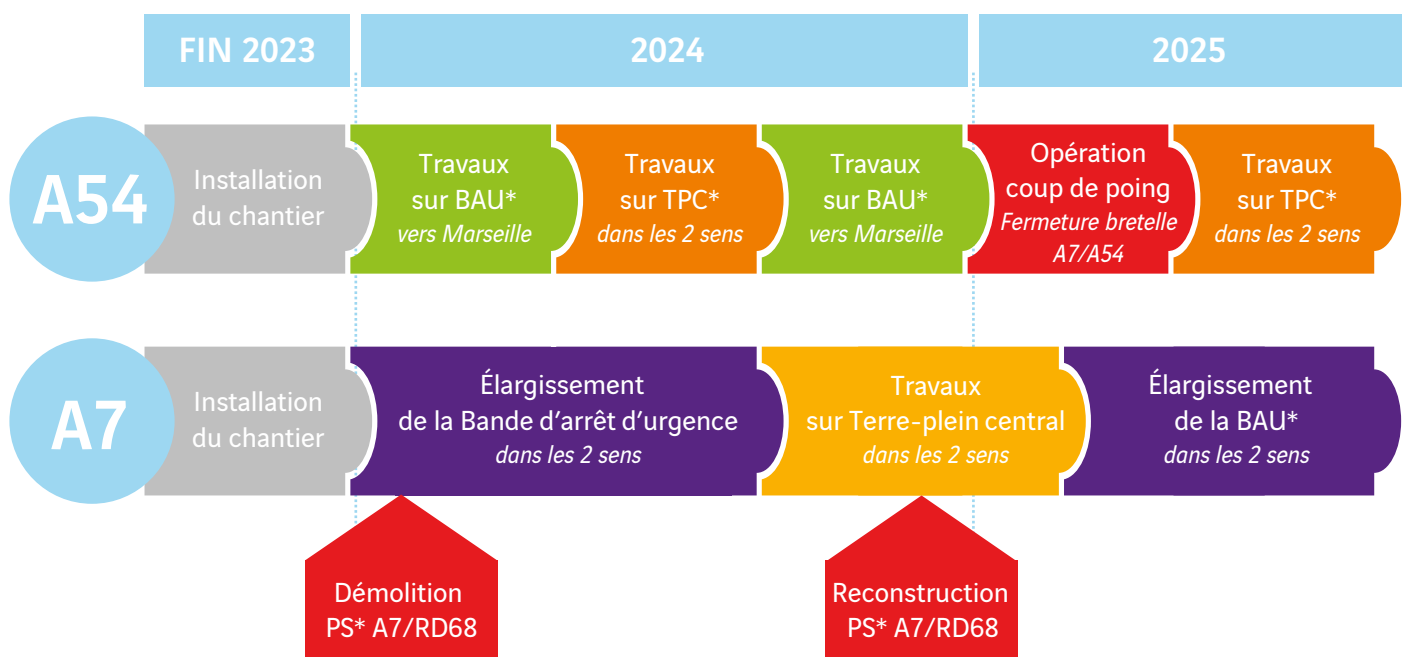 FIN 2023
2024
2025
A54
Installation
du chantier
Travaux
sur BAU*
vers Marseille
Travaux
sur TPC*
dans les 2 sens
Travaux
sur BAU*
vers Marseille
Opération
coup de poing
Fermeture bretelle
A7/A54
Travaux
sur TPC*
dans les 2 sens
A7
Installation
du chantier
Élargissement
de la Bande d’arrêt d’urgence
dans les 2 sens
Travaux
sur Terre-plein central
dans les 2 sens
Élargissement
de la BAU*
dans les 2 sens
Démolition
PS* A7/RD68
Reconstruction
PS* A7/RD68